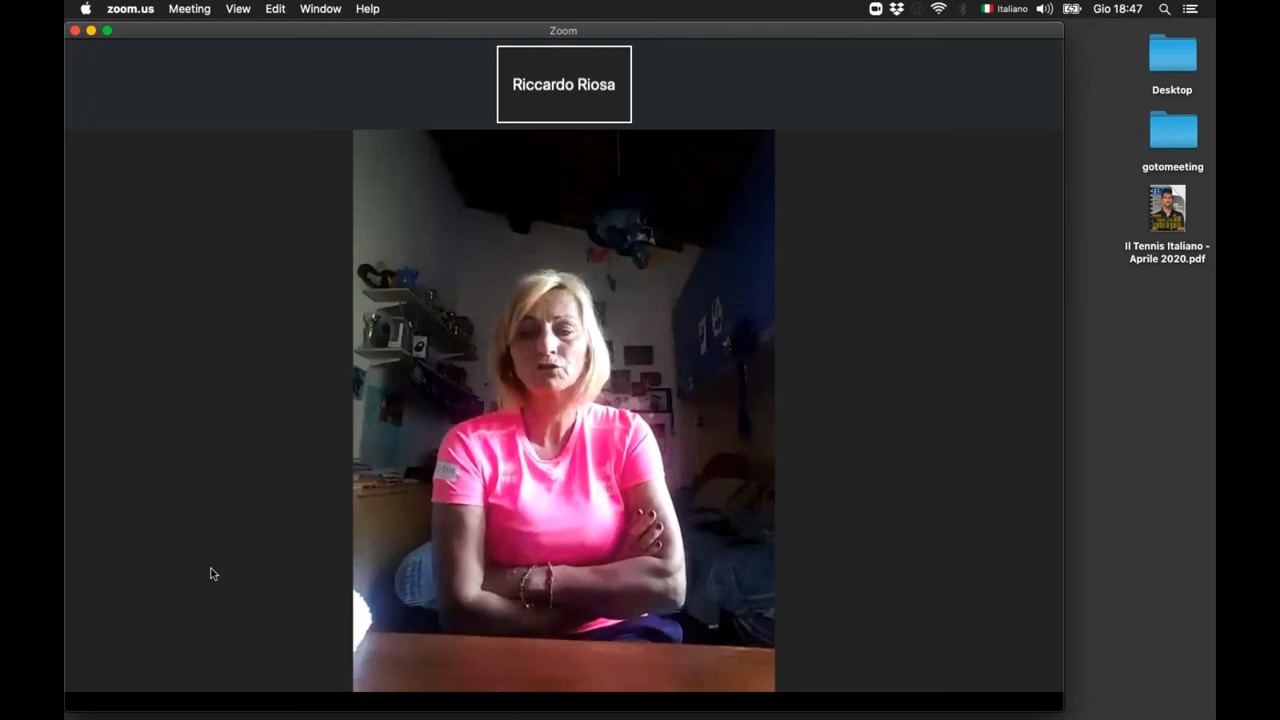 zoom.us Meeting View Edit Window Help Italiano Gio 18:47
Zoom
Riccardo Riosa
Desktop
gotomeeting
Il Tennis Italiano -
Aprile 2020.pdf